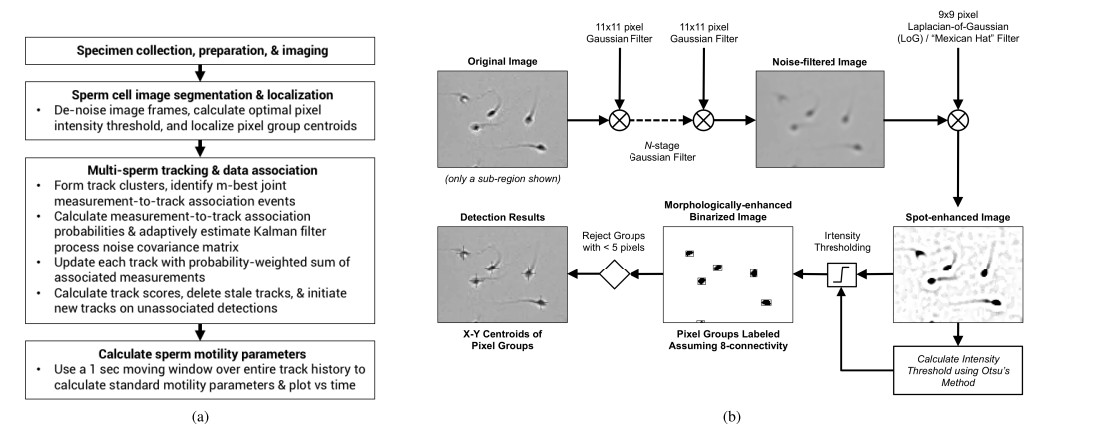 Specimen collection, preparation, & imaging
Sperm cell image segmentation & localization
• De-noise image frames, calculate optimal pixel
intensity threshold, and localize pixel group centroids
Multi-sperm tracking & data association
• Form track clusters, identify m-best joint
measurement-to-track association events
• Calculate measurement-to-track association
probabilities & adaptively estimate Kalman filter
process noise covariance matrix
• Update each track with probability-weighted sum of
associated measurements
• Calculate track scores, delete stale tracks, & initiate
new tracks on unassociated detections
Calculate sperm motility parameters
• Use a 1 sec moving window over entire track history to
calculate standard motility parameters & plot vs time
(a)
11x11 pixel
Gaussian Filter
11x11 pixel
Gaussian Filter
9x9 pixel
Laplacian-of-Gaussian
(LoG) / "Mexican Hat" Filter
Original Image
Noise-filtered Image
N-stage
Gaussian Filter
(only a sub-region shown)
Detection Results
Reject Groups
with < 5 pixels
Morphologically-enhanced
Binarized Image
Intensity
Thresholding
Spot-enhanced Image
X-Y Centroids of
Pixel Groups
Pixel Groups Labeled
Assuming 8-connectivity
Calculate Intensity
Threshold using Otsu's
Method
(b)